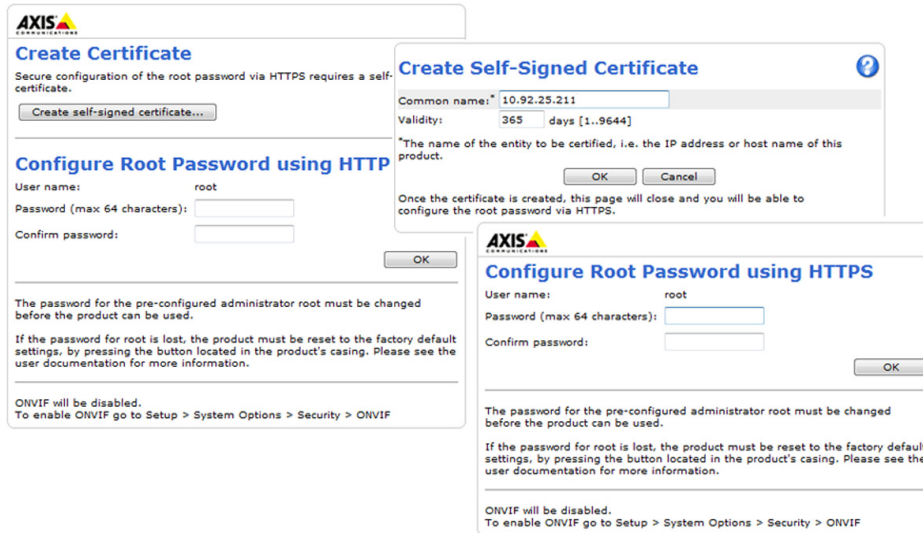 AXIS
COMMUNICATIONS
Create Certificate
Secure configuration of the root password via HTTPS requires a self-
certificate.
Create self-signed certificate...
Configure Root Password using HTTP
User name: root
Password (max 64 characters):
Confirm password:
OK
The password for the pre-configured administrator root must be changed
before the product can be used.
If the password for root is lost, the product must be reset to the factory default
settings, by pressing the button located in the product's casing. Please see the
user documentation for more information.
ONVIF will be disabled.
To enable ONVIF go to Setup > System Options > Security > ONVIF
Create Self-Signed Certificate
?
Common name:* 10.92.25.211
Validity: 365 days [1..9644]
*The name of the entity to be certified, i.e. the IP address or host name of this
product.
OK Cancel
Once the certificate is created, this page will close and you will be able to
configure the root password via HTTPS.
AXIS
COMMUNICATIONS
Configure Root Password using HTTPS
User name: root
Password (max 64 characters):
Confirm password:
OK
The password for the pre-configured administrator root must be changed
before the product can be used.
If the password for root is lost, the product must be reset to the factory default
settings, by pressing the button located in the product's casing. Please see the
user documentation for more information.
ONVIF will be disabled.
To enable ONVIF go to Setup > System Options > Security > ONVIF